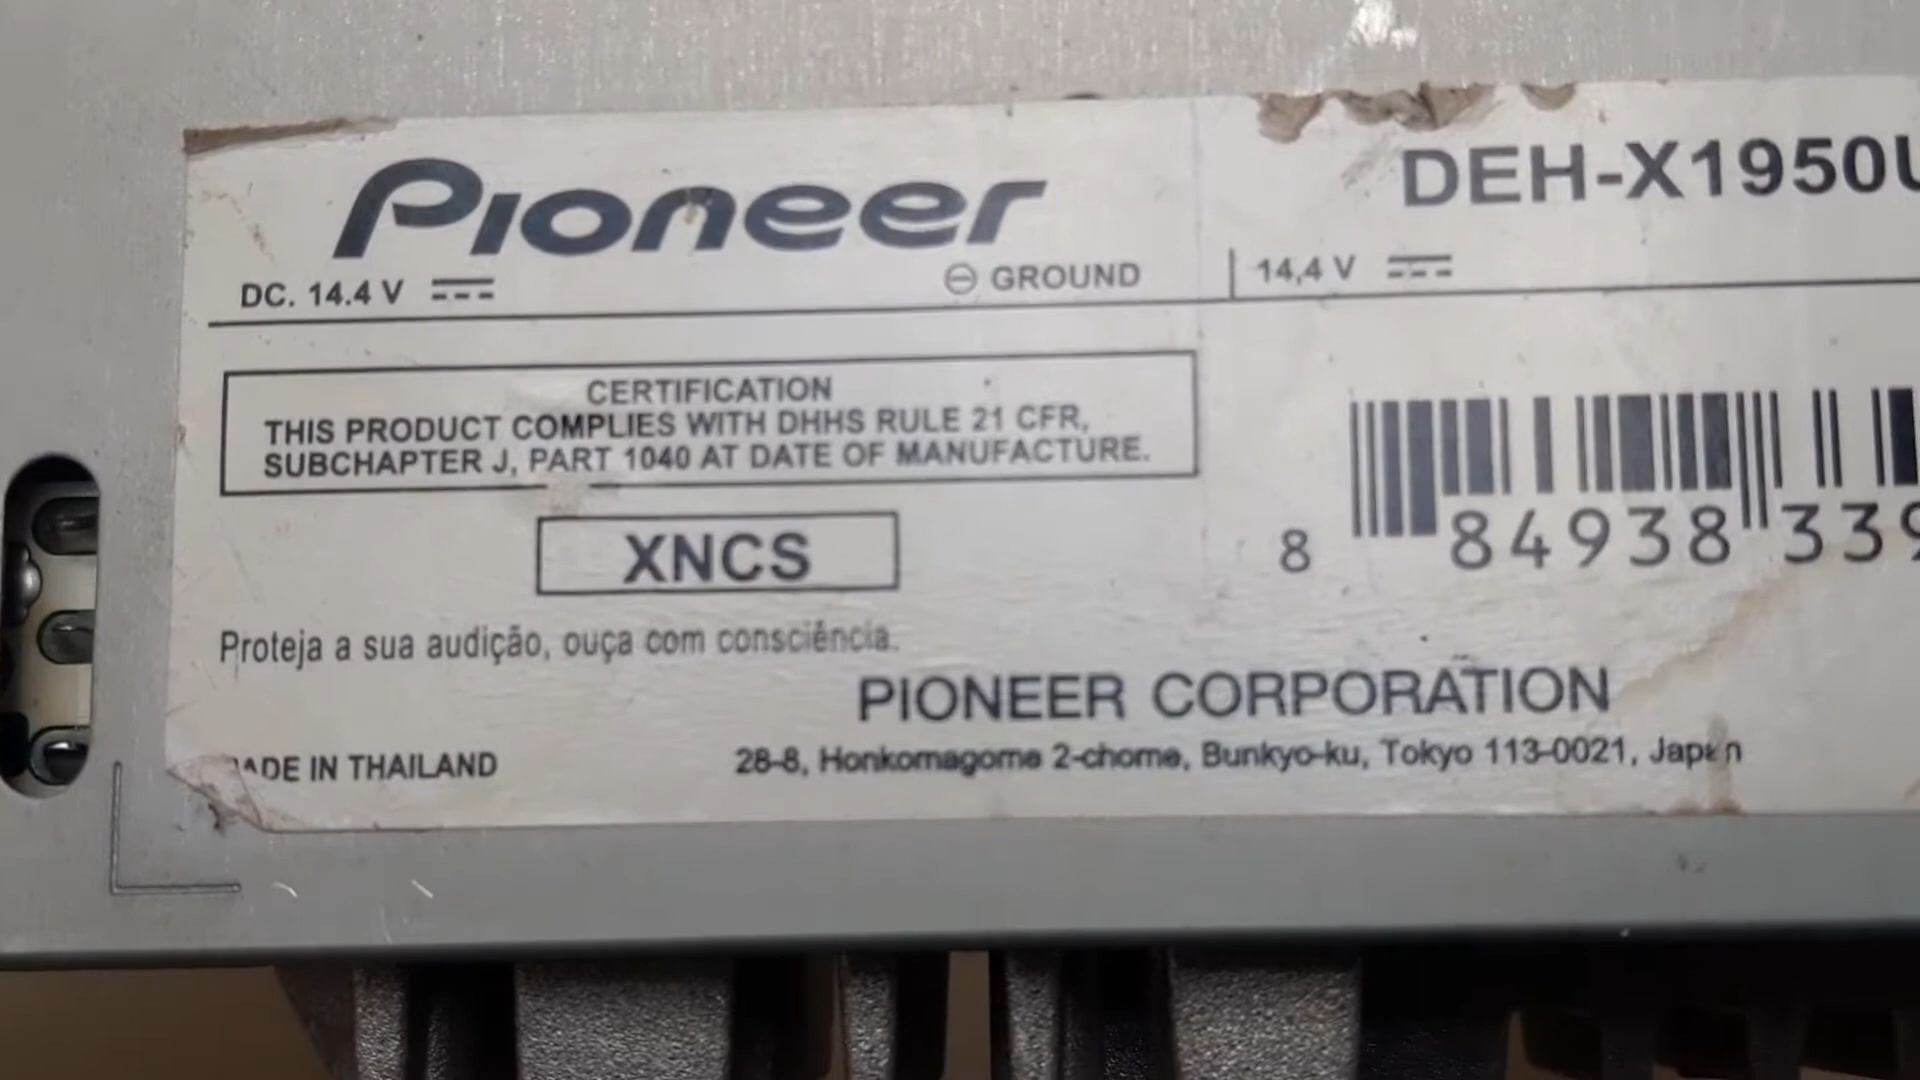 Pioneer
DEH-X1950U
DC. 14.4 V
⊖ GROUND
14,4 V
CERTIFICATION
THIS PRODUCT COMPLIES WITH DHHS RULE 21 CFR,
SUBCHAPTER J, PART 1040 AT DATE OF MANUFACTURE.
XNCS
8 84938 339
Proteja a sua audição, ouça com consciência.
PIONEER CORPORATION
MADE IN THAILAND
28-8, Honkomagome 2-chome, Bunkyo-ku, Tokyo 113-0021, Japan